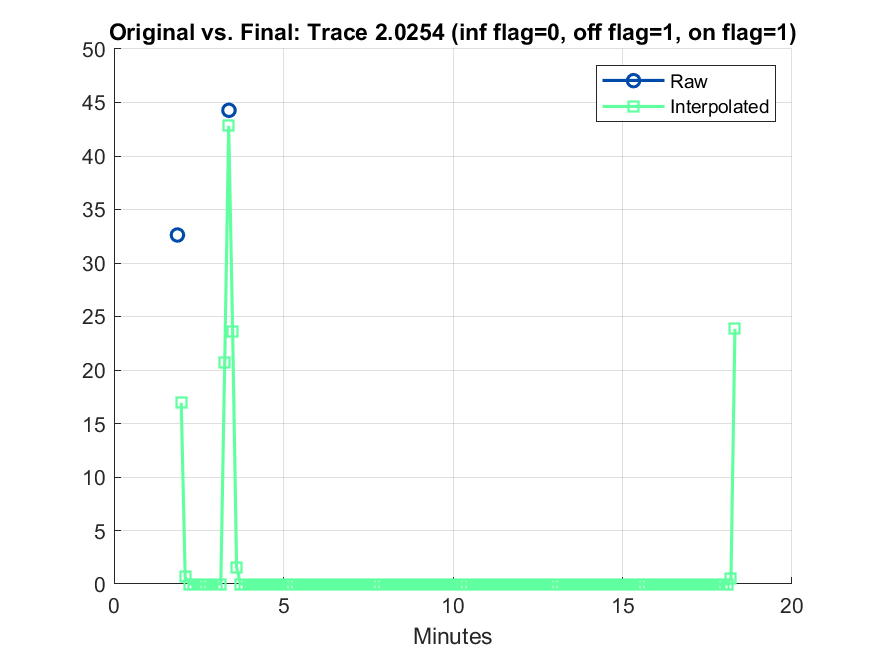 Original vs. Final: Trace 2.0254 (inf flag=0, off flag=1, on flag=1)
50
45
40
35
30
25
20
15
10
5
0
Raw
Interpolated
0 5 10 15 20
Minutes